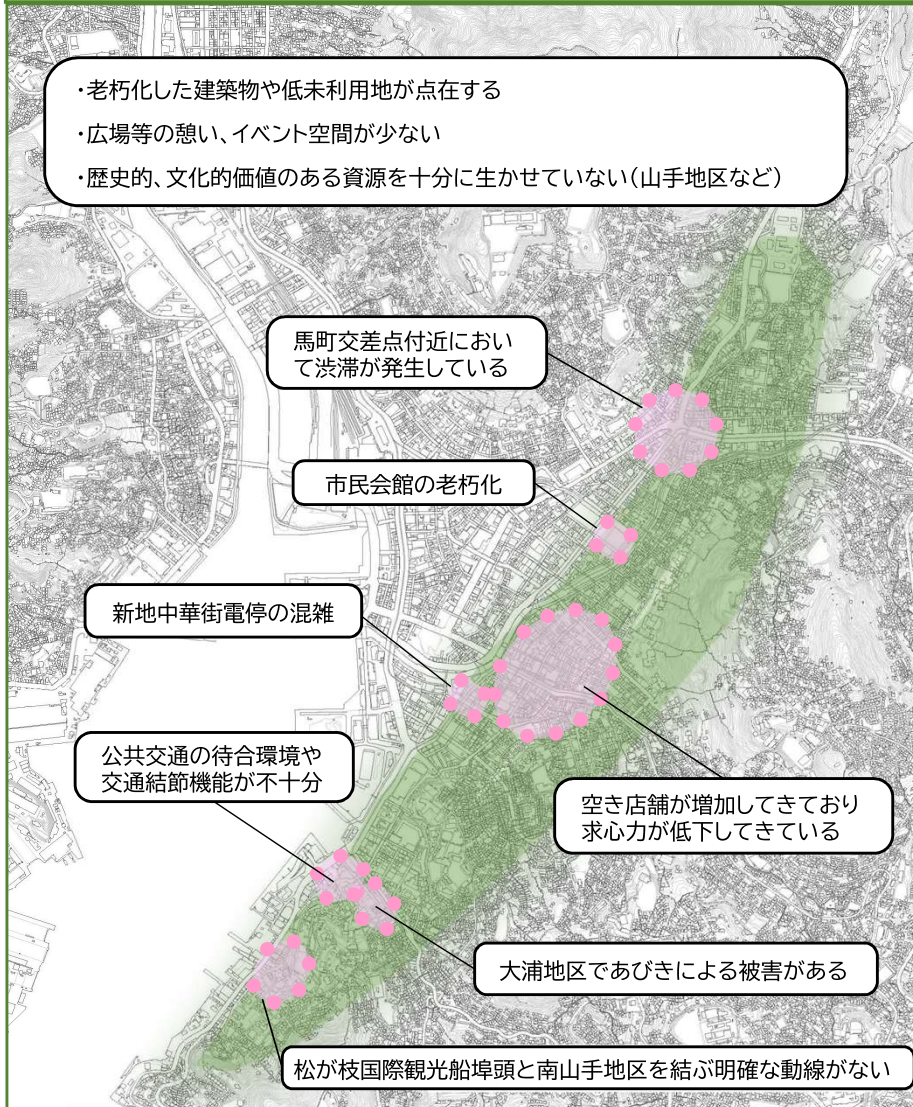 ・老朽化した建築物や低未利用地が点在する
・広場等の憩い、イベント空間が少ない
・歴史的、文化的価値のある資源を十分に生かせていない(山手地区など)
馬町交差点付近におい
て渋滞が発生している
市民会館の老朽化
新地中華街電停の混雑
公共交通の待合環境や
交通結節機能が不十分
空き店舗が増加してきており
求心力が低下してきている
大浦地区であびきによる被害がある
松が枝国際観光船埠頭と南山手地区を結ぶ明確な動線がない